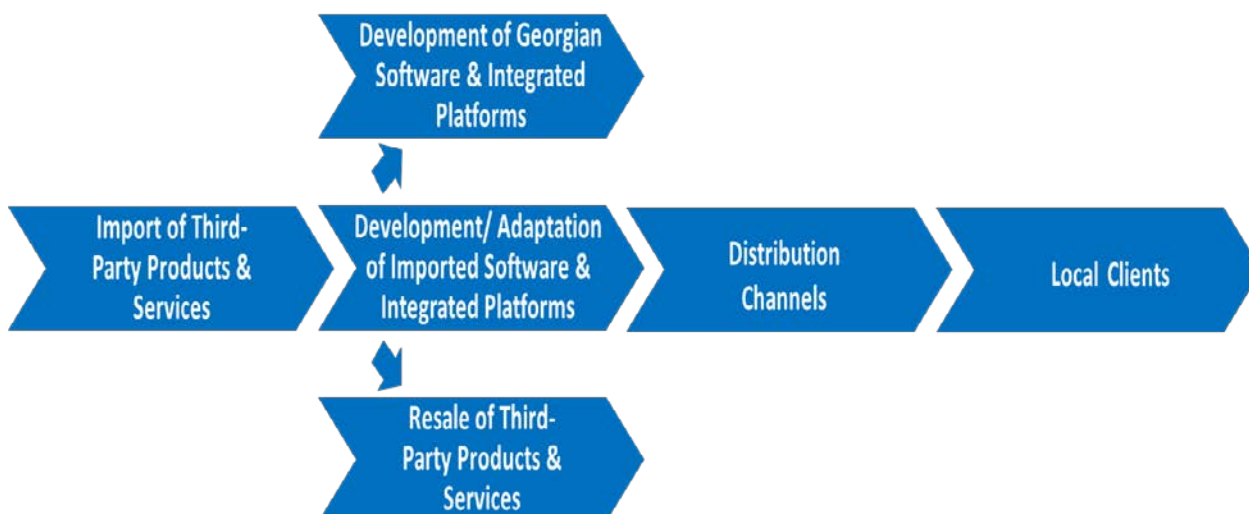 Development of Georgian
Software & Integrated
Platforms
Import of Third-
Party Products &
Services
Development/ Adaptation
of Imported Software &
Integrated Platforms
Distribution
Channels
Local Clients
Resale of Third-
Party Products &
Services